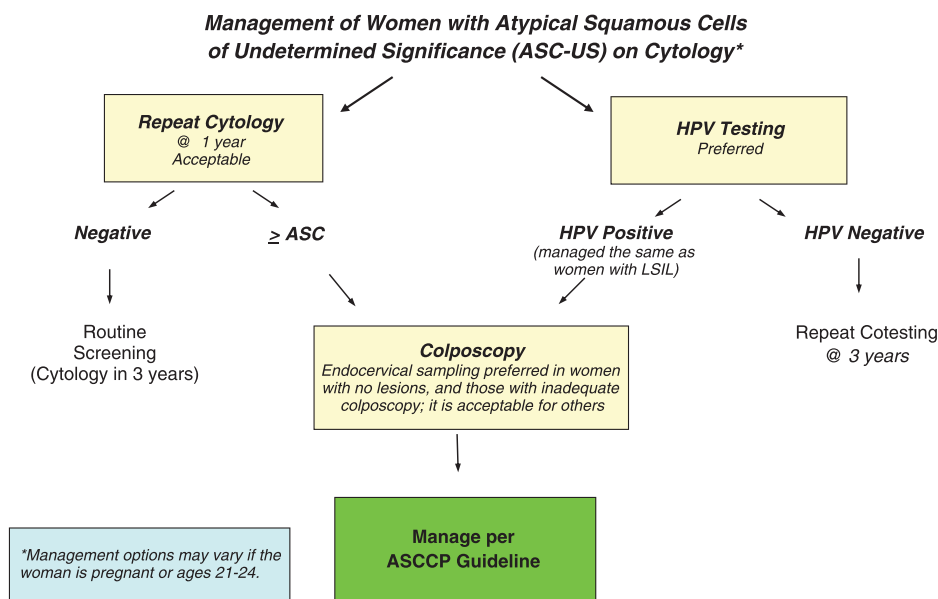 Management of Women with Atypical Squamous Cells
of Undetermined Significance (ASC-US) on Cytology*
Repeat Cytology
@ 1 year
Acceptable
HPV Testing
Preferred
Negative
≥ ASC
HPV Positive
(managed the same as
women with LSIL)
HPV Negative
Routine
Screening
(Cytology in 3 years)
Colposcopy
Endocervical sampling preferred in women
with no lesions, and those with inadequate
colposcopy; it is acceptable for others
Repeat Cotesting
@ 3 years
Manage per
ASCCP Guideline
*Management options may vary if the
woman is pregnant or ages 21-24.